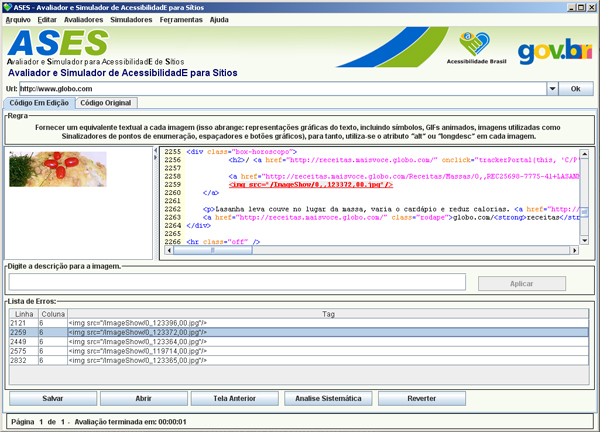 ASES - Avaliador e Simulador de Acessibilidade para Sítios
Arquivo Editar Avaliadores Simuladores Ferramentas Ajuda
ASES
Avaliador e Simulador para AcessibilidadE de Sítios
Acessibilidade Brasil
gov.br
Avaliador e Simulador de AcessibilidadE para Sítios
Url: http://www.globo.com Ok
Código Em Edição Código Original
Regra
Fornecer um equivalente textual a cada imagem (isso abrange: representações gráficas do texto, incluindo símbolos, GIFs animados, imagens utilizadas como
Sinalizadores de pontos de enumeração, espaçadores e botões gráficos), para tanto, utiliza-se o atributo "alt" ou "longdesc" em cada imagem.
2255 <div class="box-horoscopo">
2256 <h2>/ <a href="http://receitas.maisvoce.globo.com/" onclick="trackerPortal(this, 'C/P
2257
2258 <a href="http://receitas.maisvoce.globo.com/Receitas/Massas/0,,REC25698-7775-41+LASANH
2259 <img src="/ImageShow/0,,123372,00.jpg"/>
2260 </a>
2261
2262 <p>Lasanha leva couve no lugar da massa, varia o cardápio e reduz calorias. <a href="http://
2263 <a href="http://receitas.maisvoce.globo.com/" class="rodape">globo.com/<strong>receitas</str
2264 </div>
2265
2266 <hr class="off" />
Digite a descrição para a imagem.
Aplicar
Lista de Erros:
Linha Coluna Tag
2121 6 <img src="/ImageShow/0,,123396,00.jpg"/>
2259 6 <img src="/ImageShow/0,,123372,00.jpg"/>
2449 6 <img src="/ImageShow/0,,123364,00.jpg"/>
2575 6 <img src="/ImageShow/0,,119714,00.jpg"/>
2832 6 <img src="/ImageShow/0,,123365,00.jpg"/>
Salvar Abrir Tela Anterior Analise Sistemática Reverter
Página 1 de 1 - Avaliação terminada em: 00:00:01